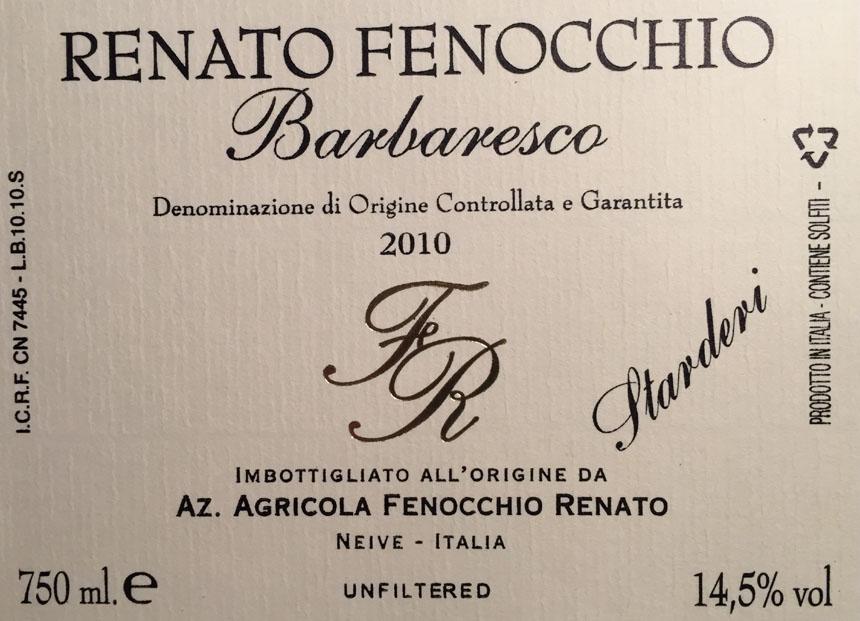 RENATO FENOCCHIO
Barbaresco
Denominazione di Origine Controllata e Garantita
2010
FeR
Starderi
IMBOTTIGLIATO ALL'ORIGINE DA
AZ. AGRICOLA FENOCCHIO RENATO
NEIVE - ITALIA
750 ml. e
UNFILTERED
14,5% vol
I.C.R.F. CN 7445 - L.B.10.10.S
PRODOTTO IN ITALIA - CONTIENE SOLFITI -